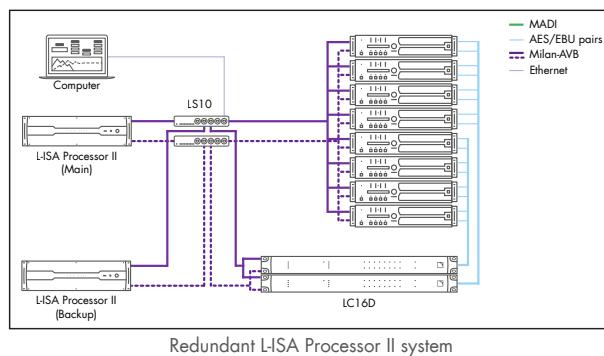 MADI
AES/EBU pairs
Milan-AVB
Ethernet
Computer
LS10
L-ISA Processor II
(Main)
L-ISA Processor II
(Backup)
LC16D
Redundant L-ISA Processor II system